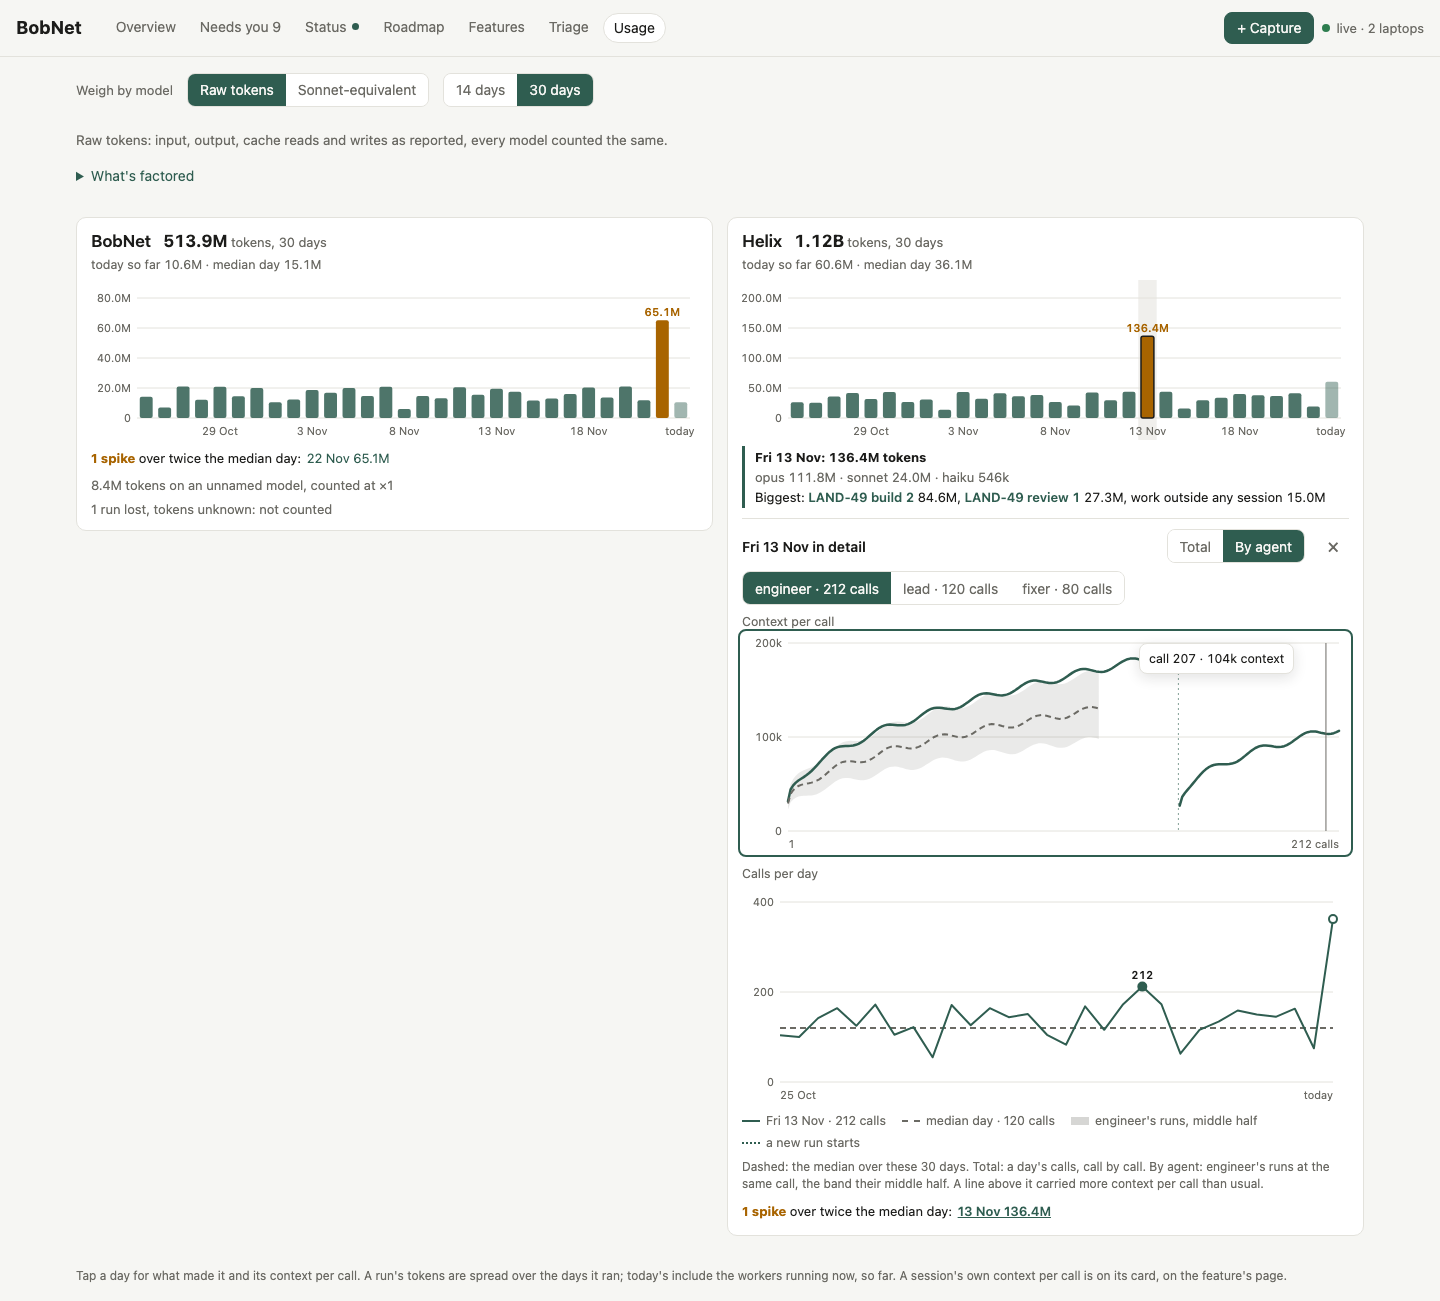 BobNet
Overview
Needs you 9
Status
Roadmap
Features
Triage
Usage
+ Capture
live · 2 laptops
Weigh by model
Raw tokens
Sonnet-equivalent
14 days
30 days
Raw tokens: input, output, cache reads and writes as reported, every model counted the same.
What's factored
BobNet 513.9M tokens, 30 days
today so far 10.6M · median day 15.1M
80.0M
60.0M
40.0M
20.0M
0
65.1M
29 Oct
3 Nov
8 Nov
13 Nov
18 Nov
today
1 spike over twice the median day: 22 Nov 65.1M
8.4M tokens on an unnamed model, counted at ×1
1 run lost, tokens unknown: not counted
Helix 1.12B tokens, 30 days
today so far 60.6M · median day 36.1M
200.0M
150.0M
100.0M
50.0M
0
136.4M
29 Oct
3 Nov
8 Nov
13 Nov
18 Nov
today
Fri 13 Nov: 136.4M tokens
opus 111.8M · sonnet 24.0M · haiku 546k
Biggest: LAND-49 build 2 84.6M, LAND-49 review 1 27.3M, work outside any session 15.0M
Fri 13 Nov in detail
Total
By agent
×
engineer · 212 calls
lead · 120 calls
fixer · 80 calls
Context per call
200k
100k
0
call 207 · 104k context
1
212 calls
Calls per day
400
200
0
212
25 Oct
today
Fri 13 Nov · 212 calls
median day · 120 calls
engineer's runs, middle half
a new run starts
Dashed: the median over these 30 days. Total: a day's calls, call by call. By agent: engineer's runs at the
same call, the band their middle half. A line above it carried more context per call than usual.
1 spike over twice the median day: 13 Nov 136.4M
Tap a day for what made it and its context per call. A run's tokens are spread over the days it ran; today's include the workers running now, so far. A session's own context per call is on its card, on the feature's page.